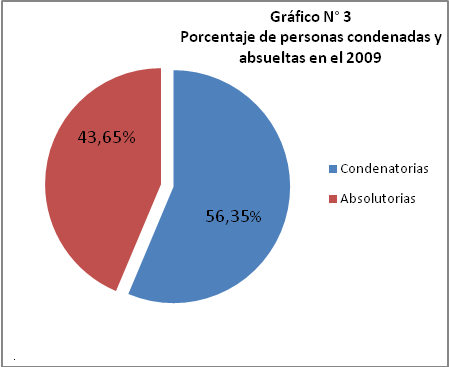 Gráfico N° 3
Porcentaje de personas condenadas y
absueltas en el 2009
43,65%
56,35%
Condenatorias
Absolutorias
.